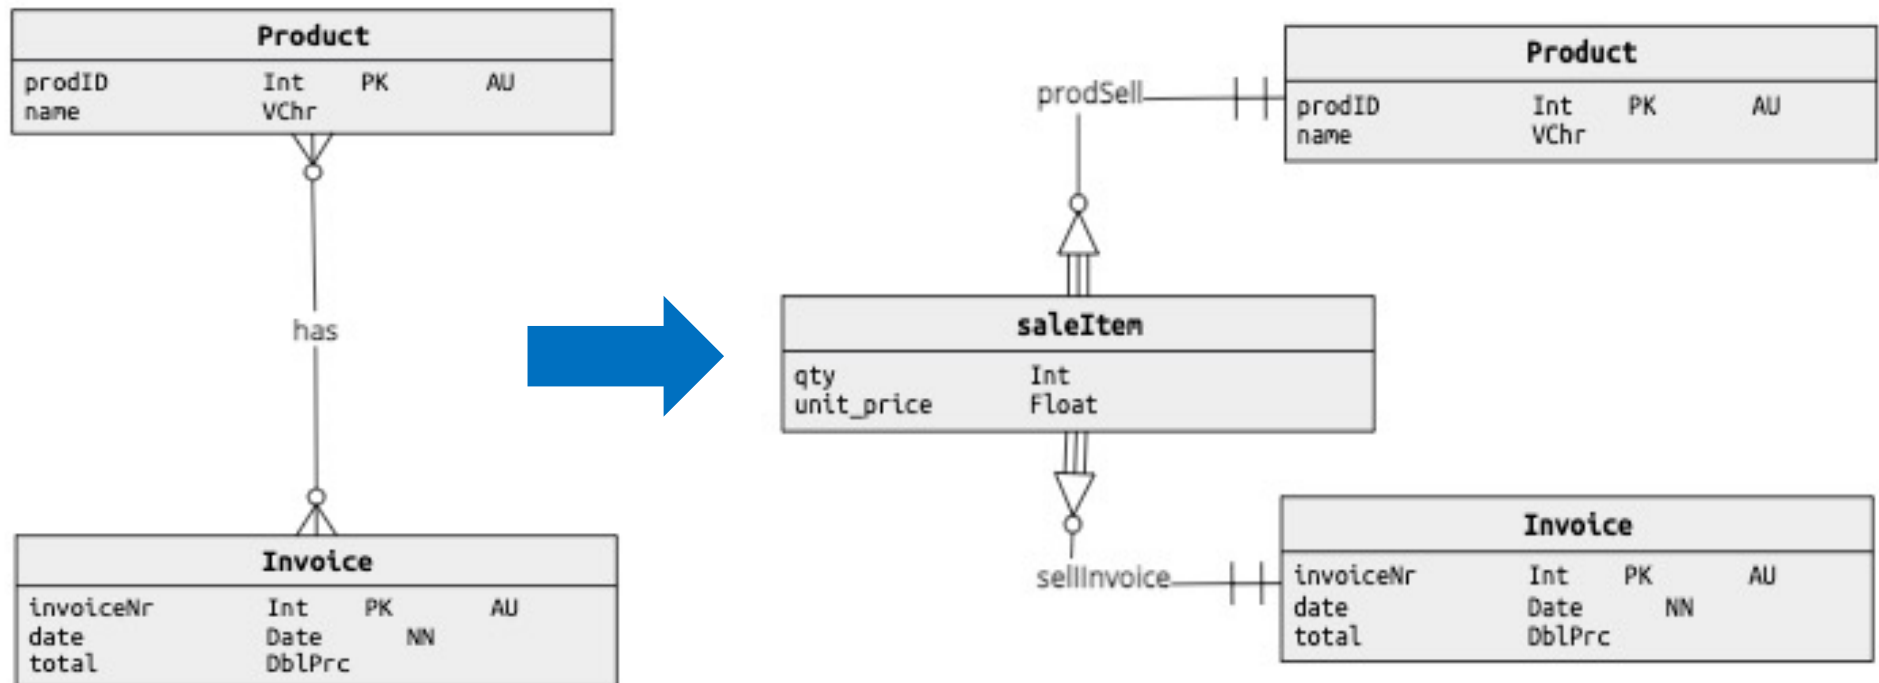 Product
prodID Int PK AU
name VChr
has
Invoice
invoiceNr Int PK AU
date Date NN
total DblPrc
prodSell
Product
prodID Int PK AU
name VChr
saleItem
qty Int
unit_price Float
sellInvoice
Invoice
invoiceNr Int PK AU
date Date NN
total DblPrc